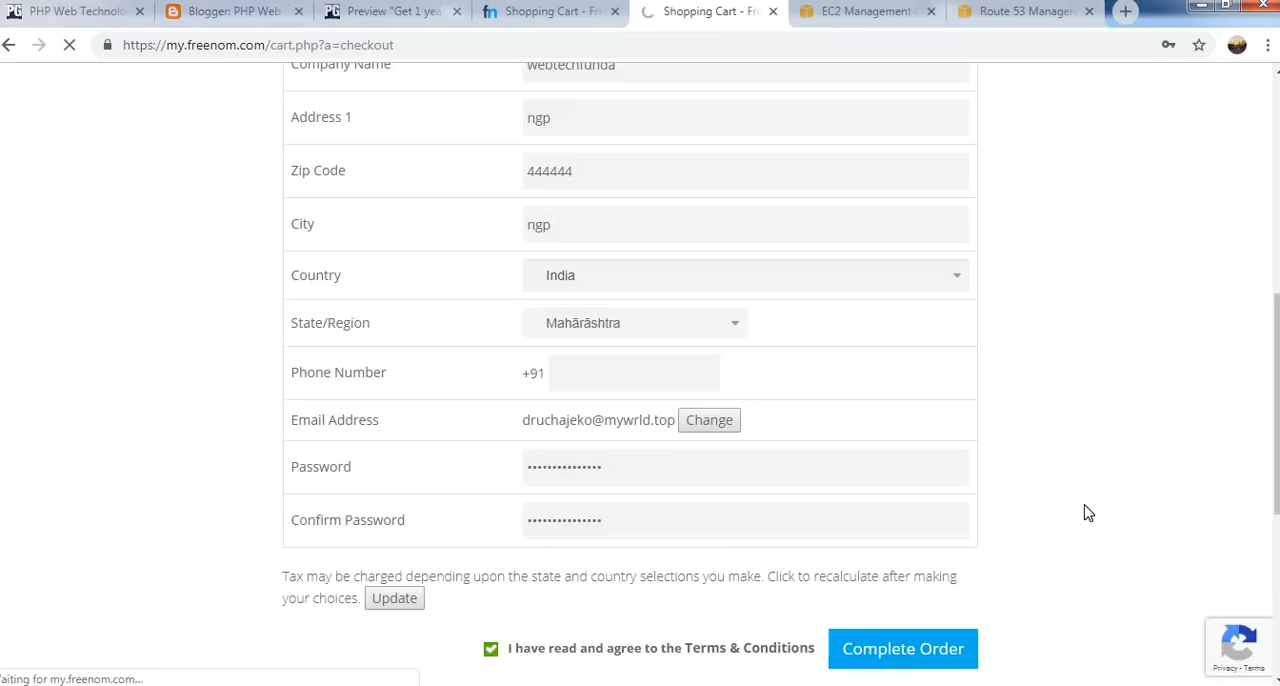 PHP Web Technolo
Blogger: PHP Web
Preview "Get 1 yea
fn Shopping Cart - Fre
Shopping Cart - Fre
EC2 Management
Route 53 Manager
https://my.freenom.com/cart.php?a=checkout
Company Name webtechfunda
Address 1 ngp
Zip Code 444444
City ngp
Country India
State/Region Mahārāshtra
Phone Number +91
Email Address druchajeko@mywrld.top Change
Password •••••••••••••••
Confirm Password •••••••••••••••
Tax may be charged depending upon the state and country selections you make. Click to recalculate after making
your choices. Update
I have read and agree to the Terms & Conditions Complete Order
Privacy - Terms
aiting for my.freenom.com...